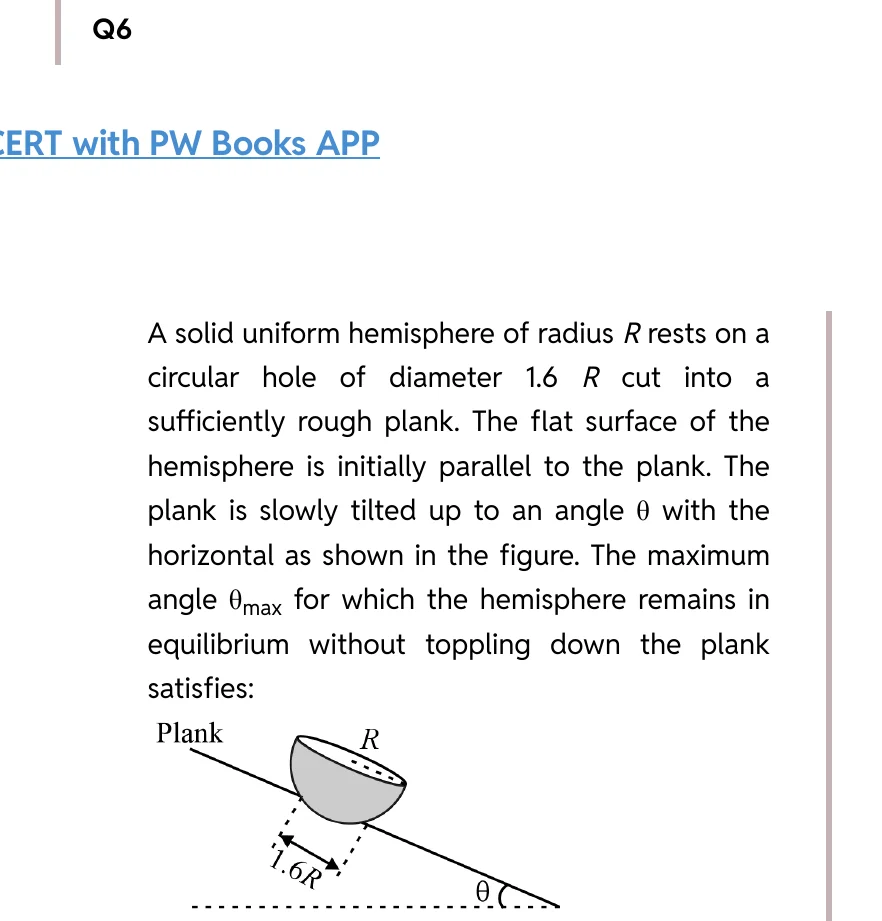 Q6
CERT with PW Books APP
A solid uniform hemisphere of radius R rests on a
circular hole of diameter 1.6 R cut into a
sufficiently rough plank. The flat surface of the
hemisphere is initially parallel to the plank. The
plank is slowly tilted up to an angle θ with the
horizontal as shown in the figure. The maximum
angle θmax for which the hemisphere remains in
equilibrium without toppling down the plank
satisfies:
Plank
R
1.6R
θ